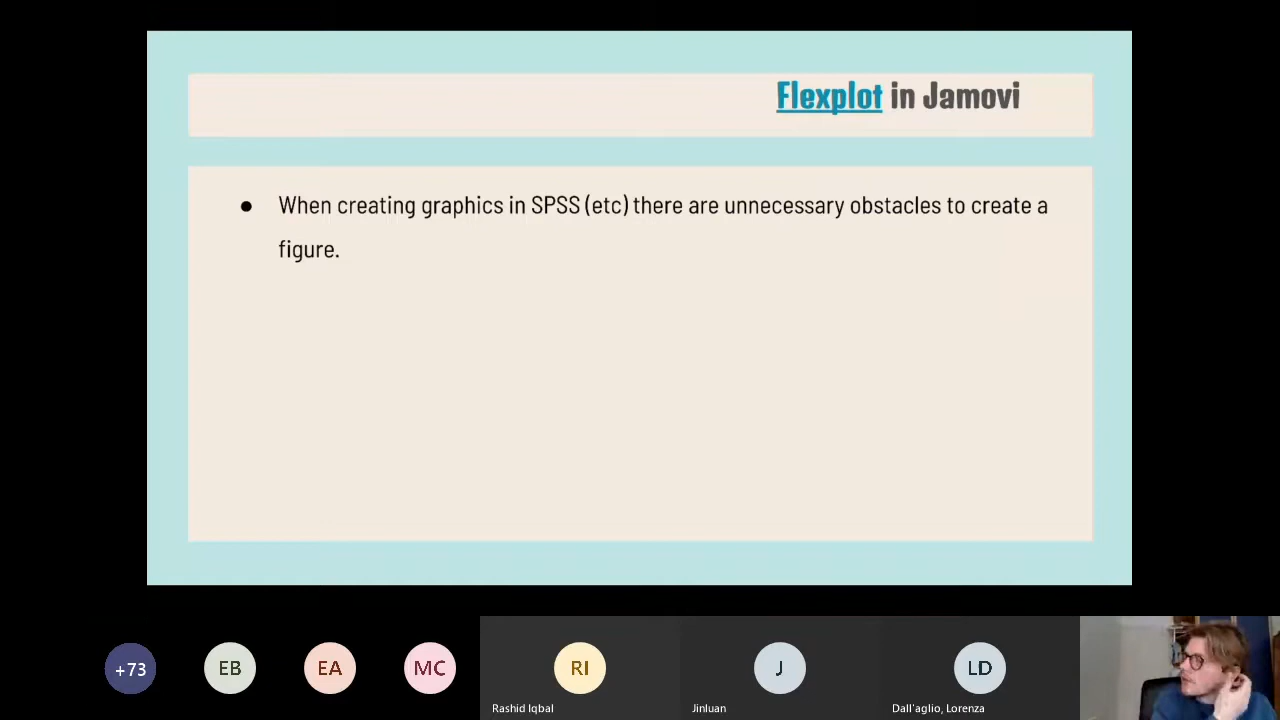 Flexplot in Jamovi
● When creating graphics in SPSS (etc) there are unnecessary obstacles to create a
figure.
+73
EB
EA
MC
RI
J
LD
Rashid Iqbal
Jinluan
Dall'aglio, Lorenza